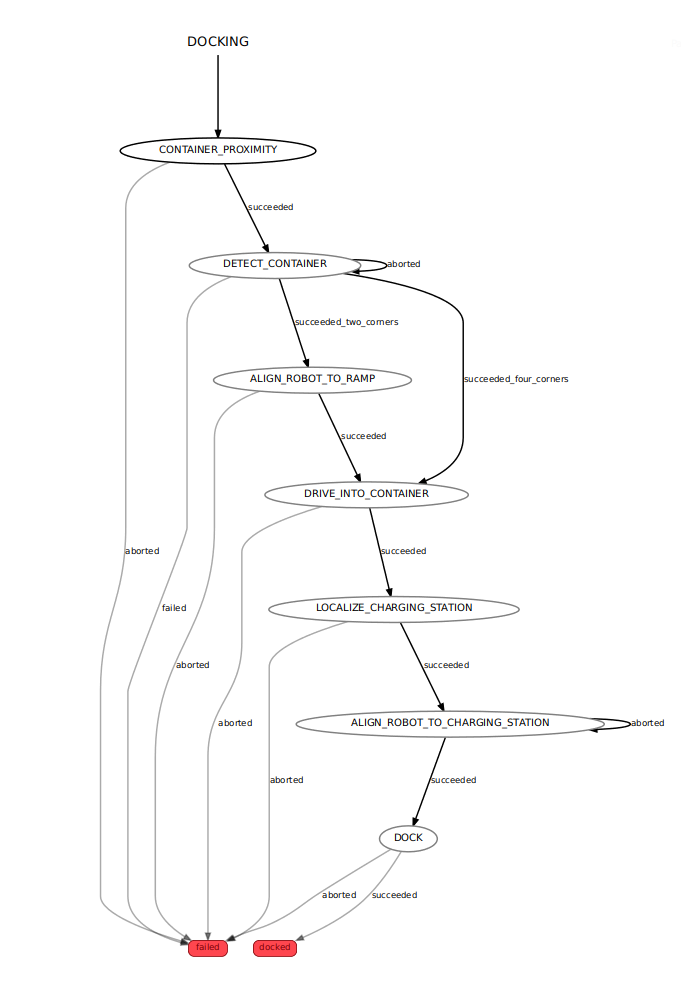 DOCKING
CONTAINER_PROXIMITY
succeeded
DETECT_CONTAINER
aborted
succeeded_two_corners
ALIGN_ROBOT_TO_RAMP
succeeded_four_corners
succeeded
DRIVE_INTO_CONTAINER
aborted
succeeded
failed
LOCALIZE_CHARGING_STATION
aborted
succeeded
ALIGN_ROBOT_TO_CHARGING_STATION
aborted
aborted
aborted
succeeded
DOCK
aborted
succeeded
failed
docked